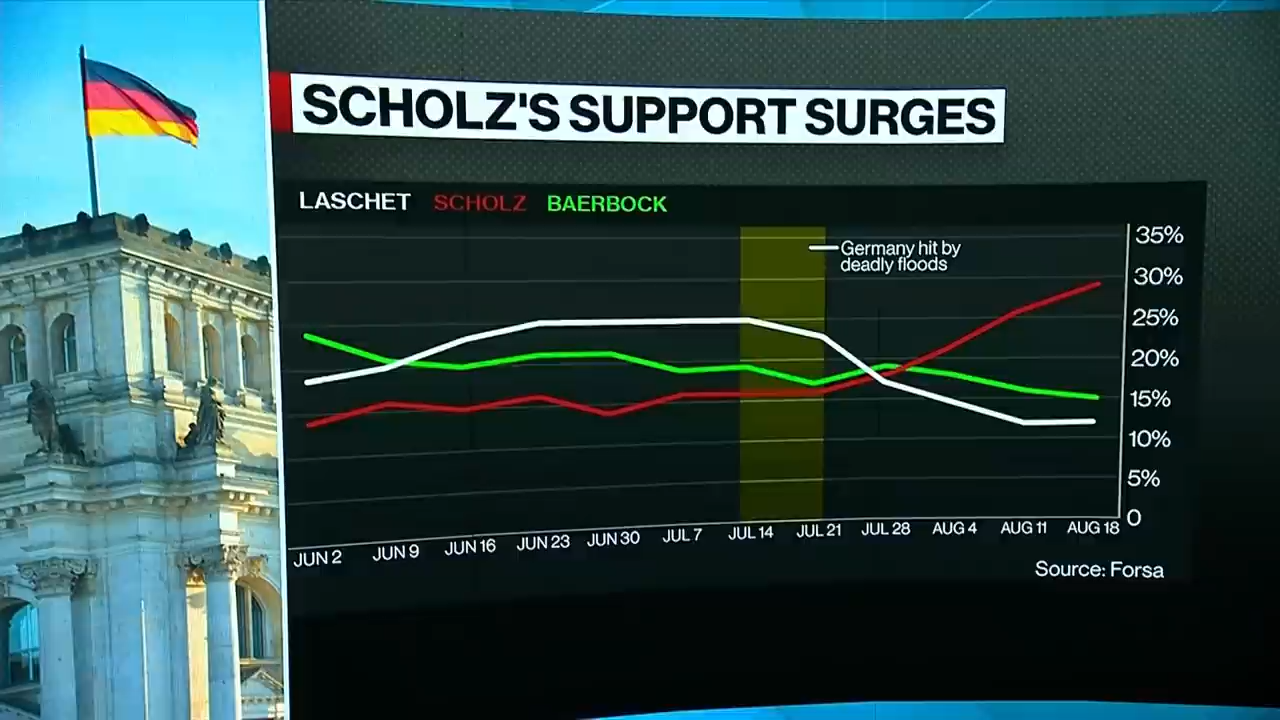 SCHOLZ'S SUPPORT SURGES
LASCHET SCHOLZ BAERBOCK
Germany hit by
deadly floods
35%
30%
25%
20%
15%
10%
5%
0
JUN 2 JUN 9 JUN 16 JUN 23 JUN 30 JUL 7 JUL 14 JUL 21 JUL 28 AUG 4 AUG 11 AUG 18
Source: Forsa